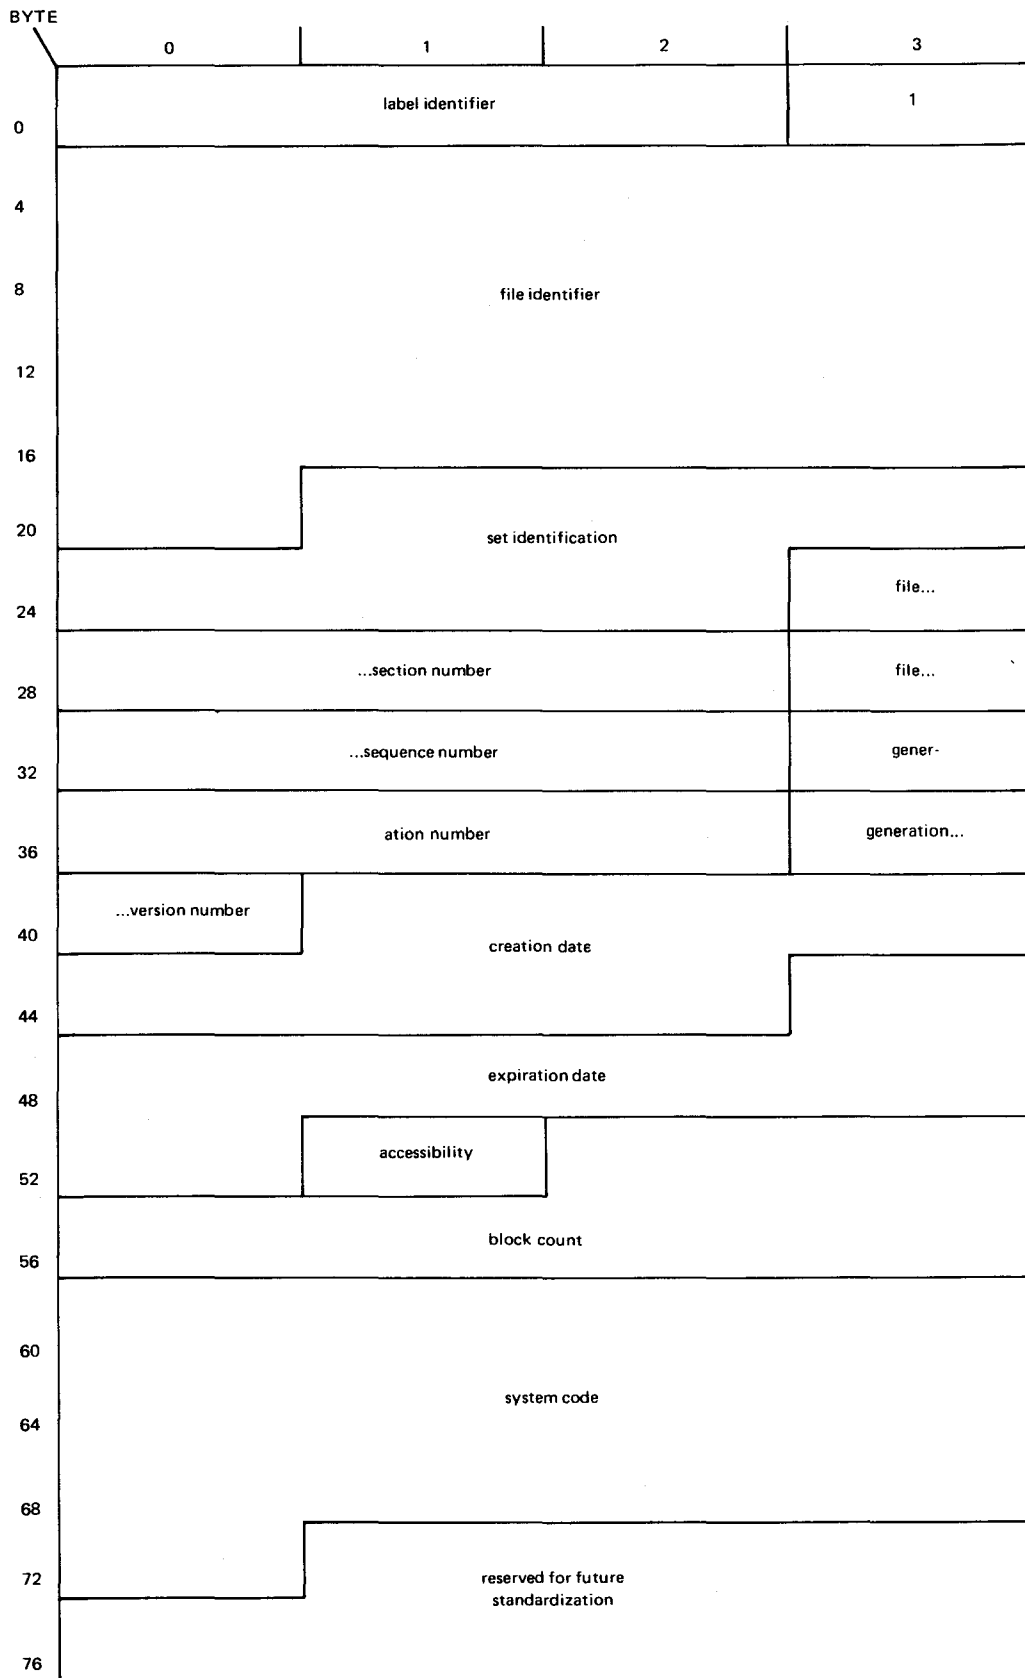 BYTE
0 1 2 3
0 label identifier 1
4
8 file identifier
12
16
20 set identification
24 file...
28 ...section number file...
32 ...sequence number gener-
36 ation number generation...
40 ...version number
creation date
44
48 expiration date
52 accessibility
56 block count
60
64 system code
68
72 reserved for future
standardization
76